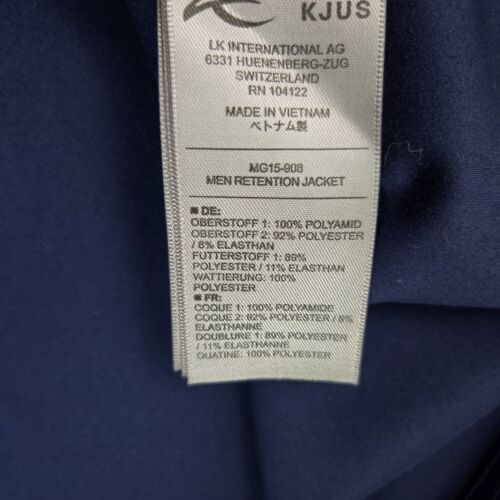 KJUS
LK INTERNATIONAL AG
6331 HUENENBERG-ZUG
SWITZERLAND
RN 104122
MADE IN VIETNAM
ベトナム製
MG15-908
MEN RETENTION JACKET
■ DE:
OBERSTOFF 1: 100% POLYAMID
OBERSTOFF 2: 92% POLYESTER
/ 8% ELASTHAN
FUTTERSTOFF 1: 89%
POLYESTER / 11% ELASTHAN
WATTIERUNG: 100%
POLYESTER
■ FR:
COQUE 1: 100% POLYAMIDE
COQUE 2: 92% POLYESTER / 8%
ELASTHANNE
DOUBLURE 1: 89% POLYESTER
/ 11% ELASTHANNE
OUATINE: 100% POLYESTER